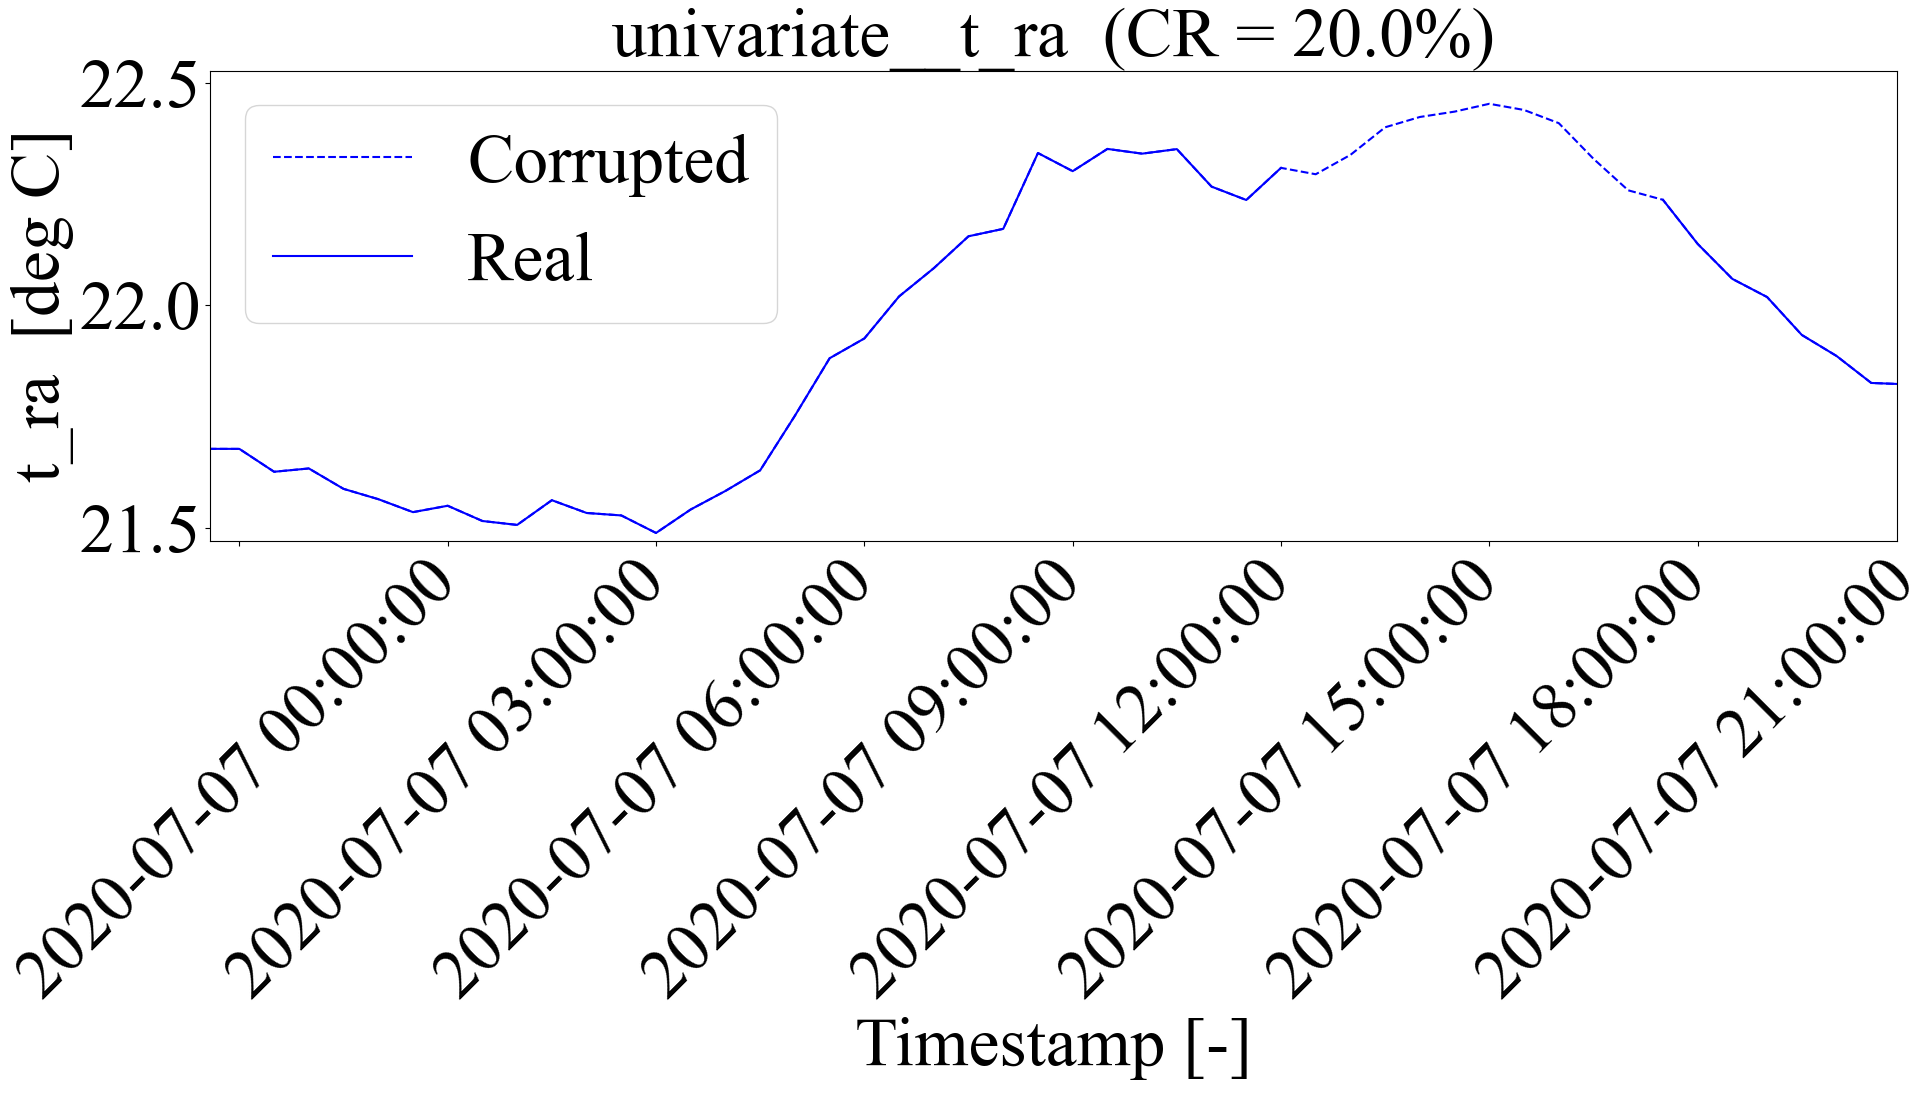 univariate__t_ra (CR = 20.0%)
t_ra [deg C]
22.5
22.0
21.5
Corrupted
Real
2020-07-07 00:00:00
2020-07-07 03:00:00
2020-07-07 06:00:00
2020-07-07 09:00:00
2020-07-07 12:00:00
2020-07-07 15:00:00
2020-07-07 18:00:00
2020-07-07 21:00:00
Timestamp [-]